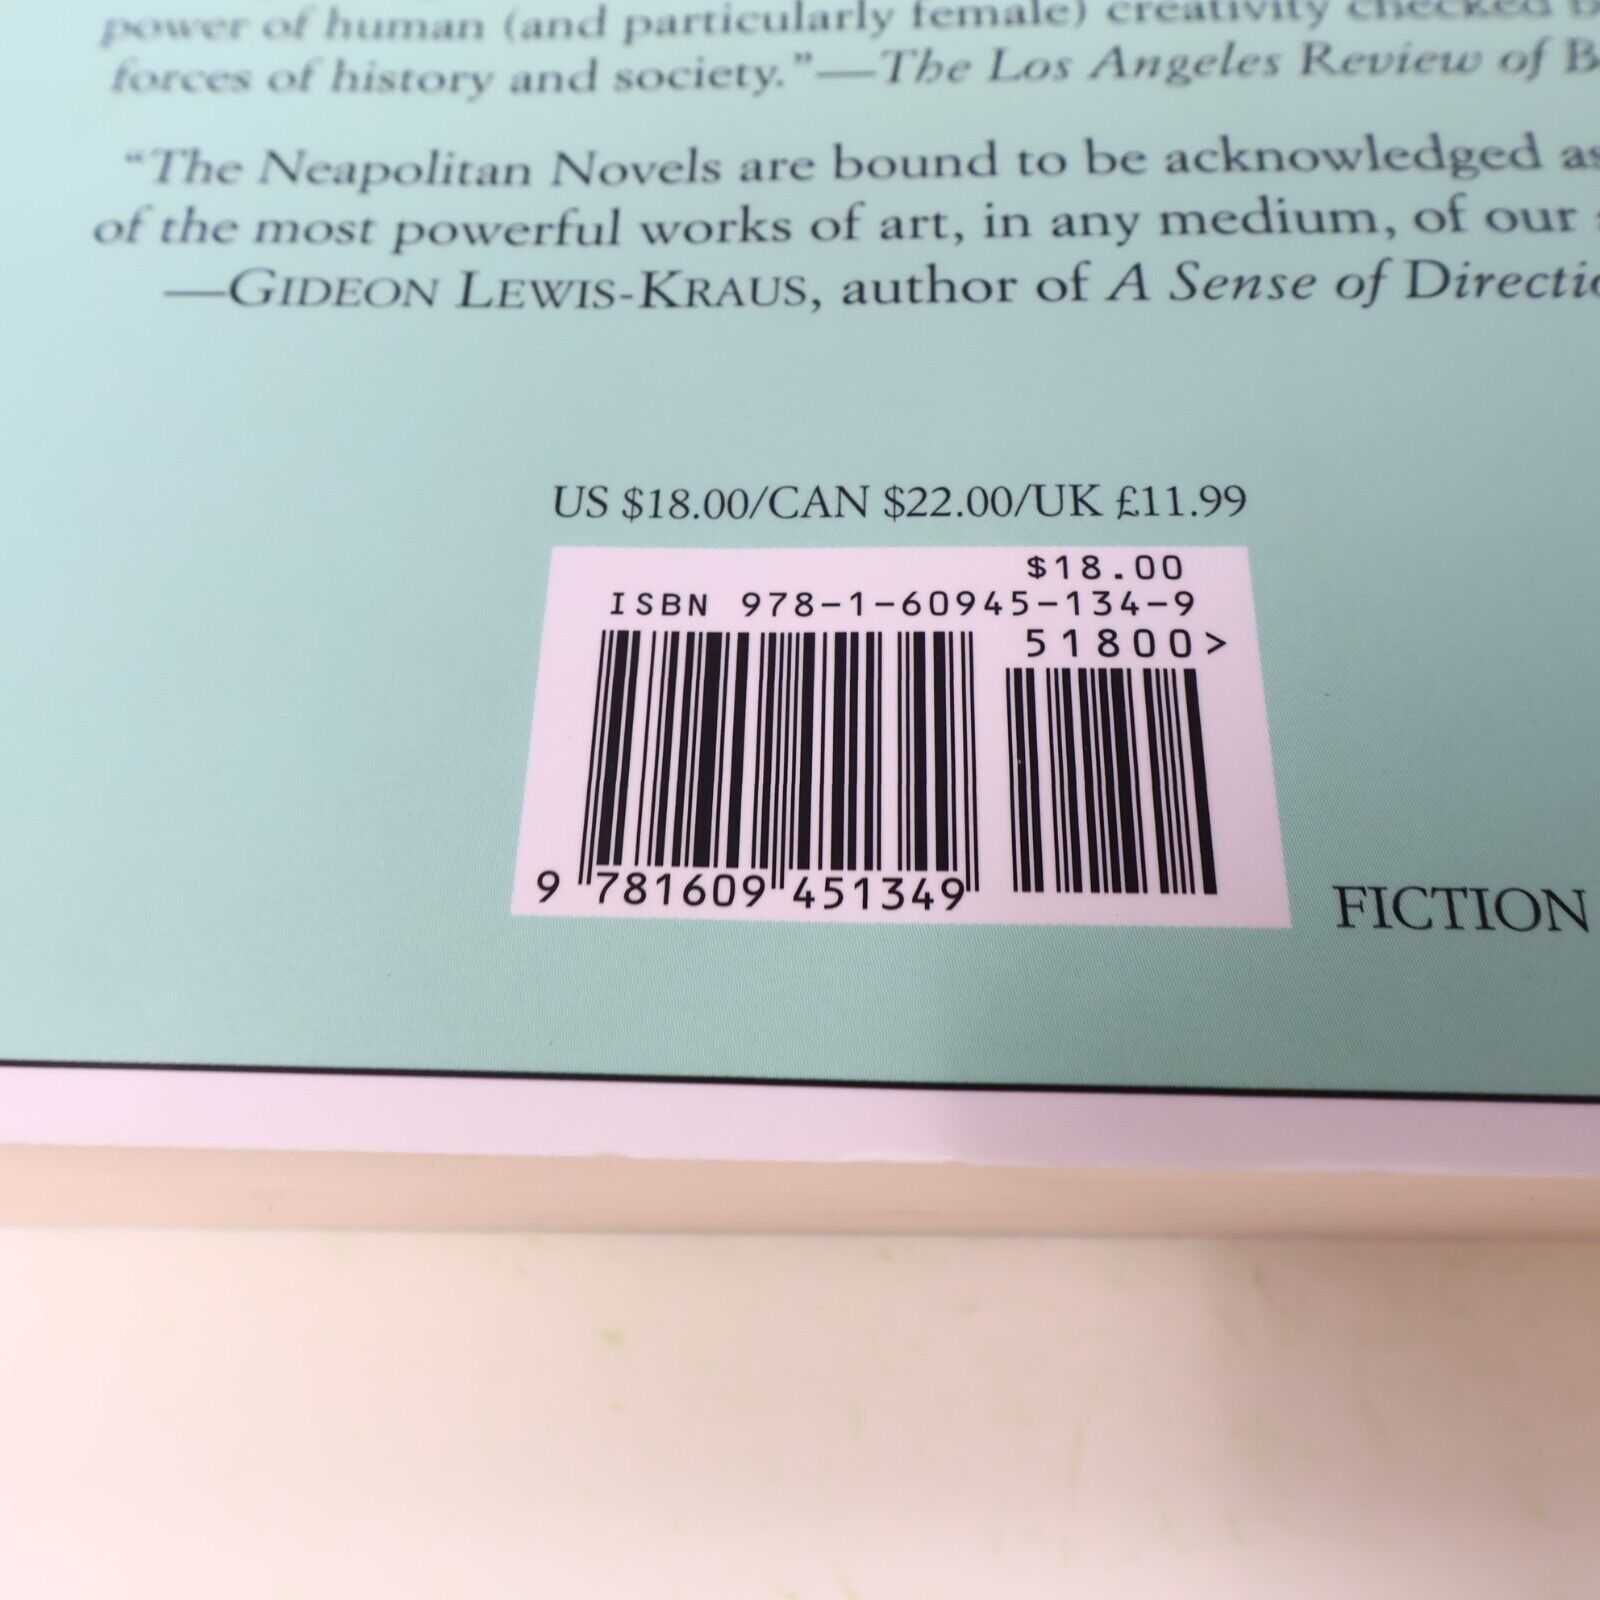 power of human (and particularly female) creativity checked
forces of history and society."—The Los Angeles Review of
"The Neapolitan Novels are bound to be acknowledged as
of the most powerful works of art, in any medium, of our
—GIDEON LEWIS-KRAUS, author of A Sense of Directio
US $18.00/CAN $22.00/UK £11.99
$18.00
ISBN 978-1-60945-134-9
51800>
9 781609 451349
FICTION